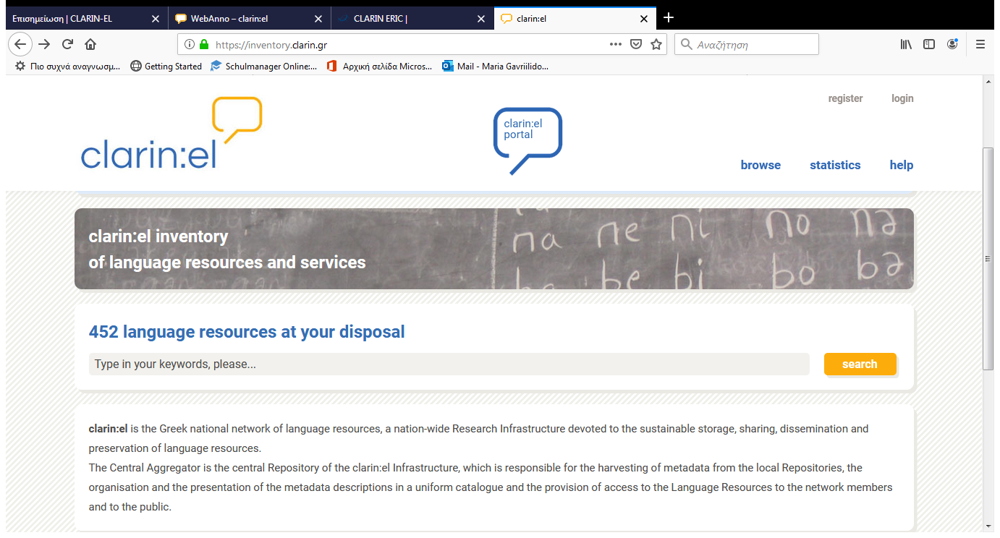 Επισημείωση | CLARIN-EL
WebAnno – clarin:el
CLARIN ERIC |
clarin:el
https://inventory.clarin.gr
Αναζήτηση
Πιο συχνά αναγνωσμ...
Getting Started
Schulmanager Online:...
Αρχική σελίδα Micros...
Mail - Maria Gavriilido...
register login
clarin:el
clarin:el
portal
browse statistics help
clarin:el inventory
of language resources and services
na ne ni no nə
be bi bo bə
452 language resources at your disposal
Type in your keywords, please...
search
clarin:el is the Greek national network of language resources, a nation-wide Research Infrastructure devoted to the sustainable storage, sharing, dissemination and
preservation of language resources.
The Central Aggregator is the central Repository of the clarin:el Infrastructure, which is responsible for the harvesting of metadata from the local Repositories, the
organisation and the presentation of the metadata descriptions in a uniform catalogue and the provision of access to the Language Resources to the network members
and to the public.